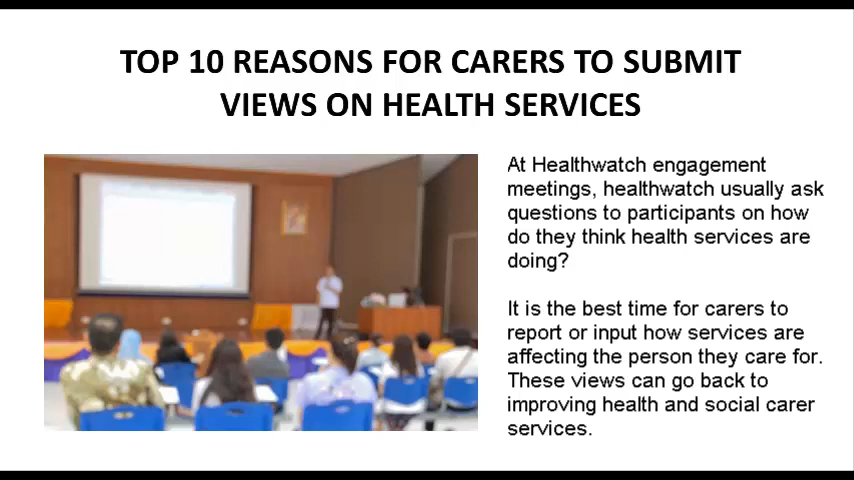 TOP 10 REASONS FOR CARERS TO SUBMIT
VIEWS ON HEALTH SERVICES
At Healthwatch engagement
meetings, healthwatch usually ask
questions to participants on how
do they think health services are
doing?
It is the best time for carers to
report or input how services are
affecting the person they care for.
These views can go back to
improving health and social carer
services.